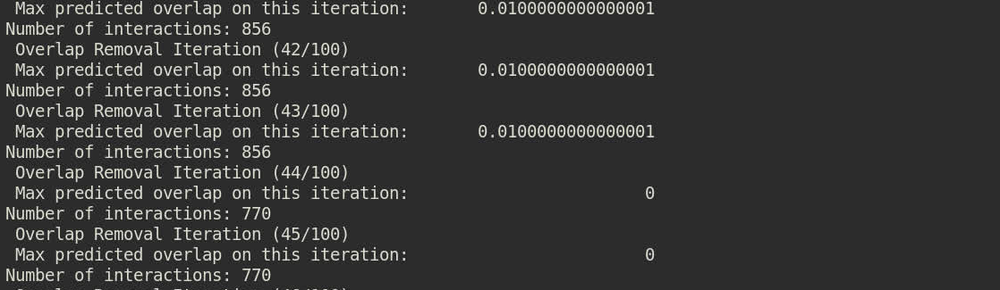 Max predicted overlap on this iteration: 0.0100000000000001
Number of interactions: 856
Overlap Removal Iteration (42/100)
Max predicted overlap on this iteration: 0.0100000000000001
Number of interactions: 856
Overlap Removal Iteration (43/100)
Max predicted overlap on this iteration: 0.0100000000000001
Number of interactions: 856
Overlap Removal Iteration (44/100)
Max predicted overlap on this iteration: 0
Number of interactions: 770
Overlap Removal Iteration (45/100)
Max predicted overlap on this iteration: 0
Number of interactions: 770